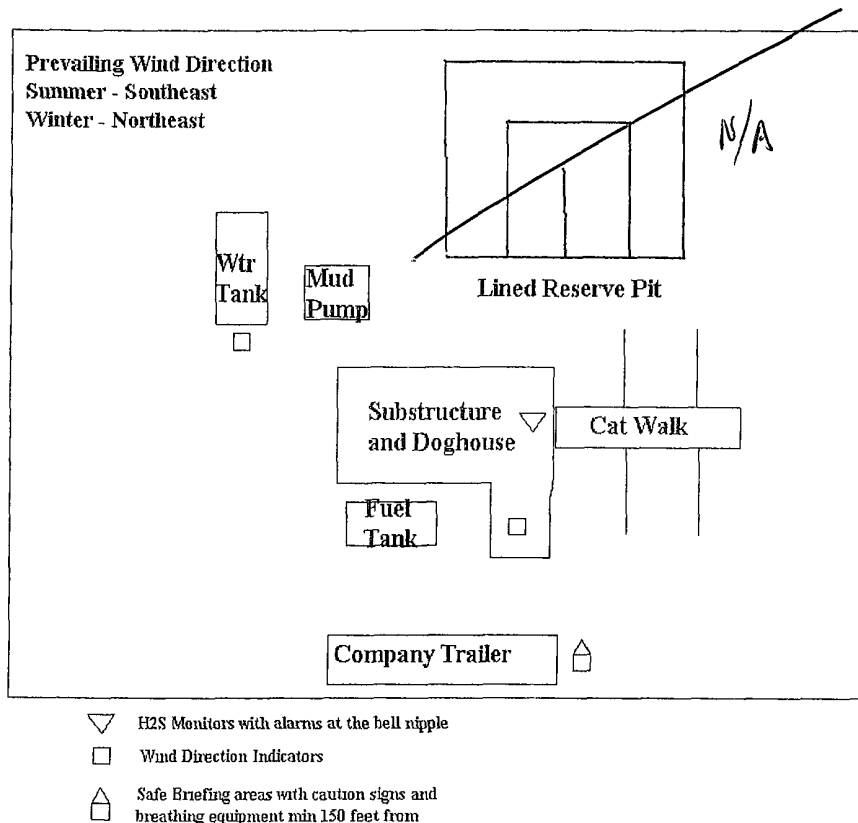 Prevailing Wind Direction
Summer - Southeast
Winter - Northeast
N/A
Wtr
Tank
Mud
Pump
Lined Reserve Pit
Substructure
and Doghouse
Cat Walk
Fuel
Tank
Company Trailer
H2S Monitors with alarms at the bell nipple
Wind Direction Indicators
Safe Briefing areas with caution signs and
breathing equipment min 150 feet from